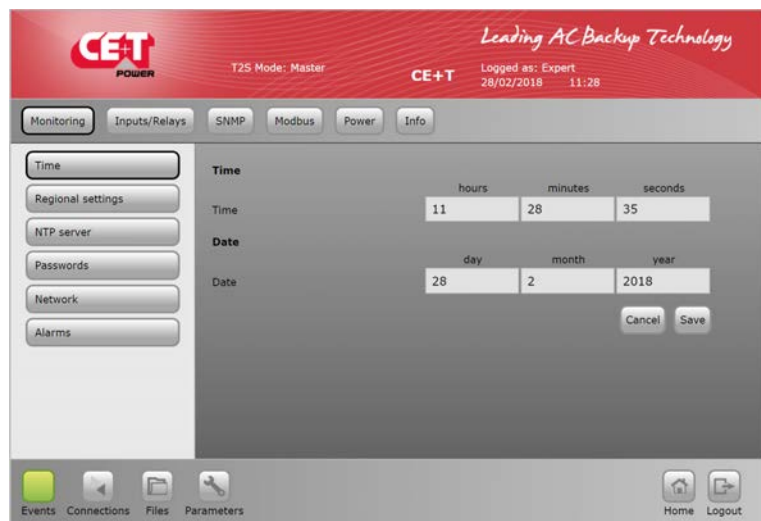 CE+T
POWER
Leading AC Backup Technology
T2S Mode: Master
CE+T
Logged as: Expert
28/02/2018 11:28
Monitoring Inputs/Relays SNMP Modbus Power Info
Time
Regional settings
NTP server
Passwords
Network
Alarms
Time
hours minutes seconds
Time 11 28 35
Date
day month year
Date 28 2 2018
Cancel Save
Events Connections Files Parameters Home Logout